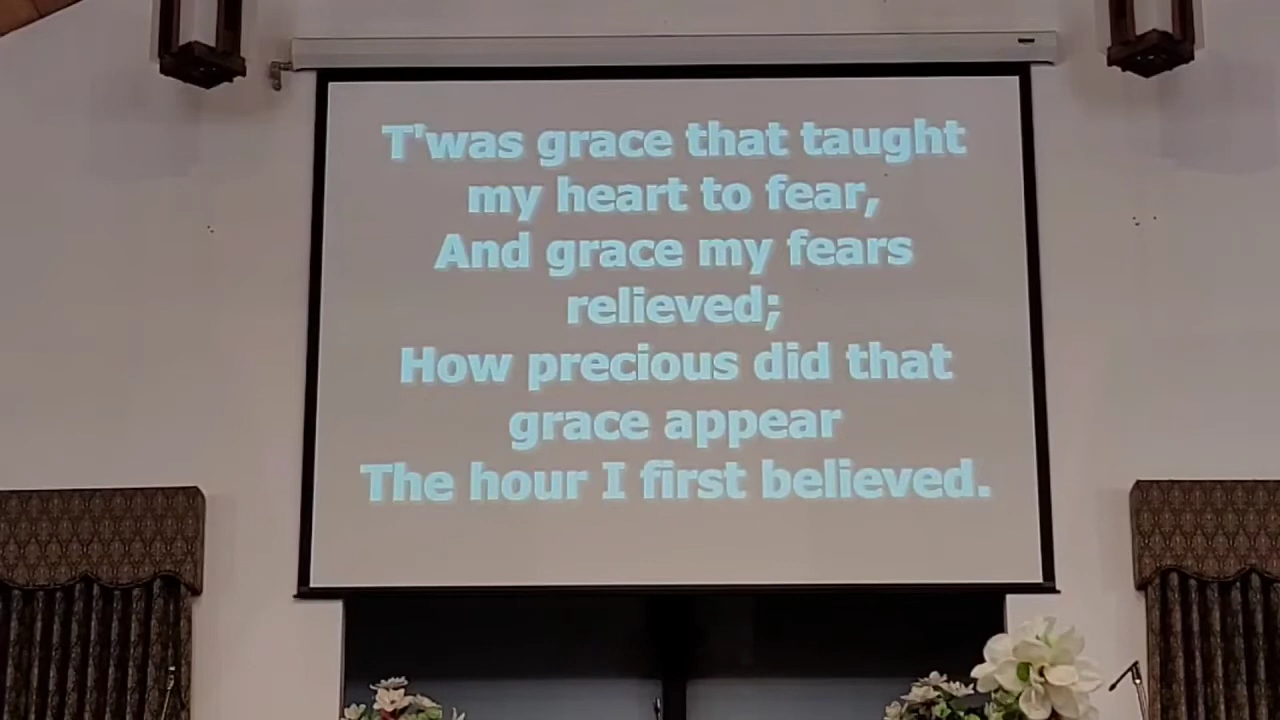 T'was grace that taught
my heart to fear,
And grace my fears
relieved;
How precious did that
grace appear
The hour I first believed.